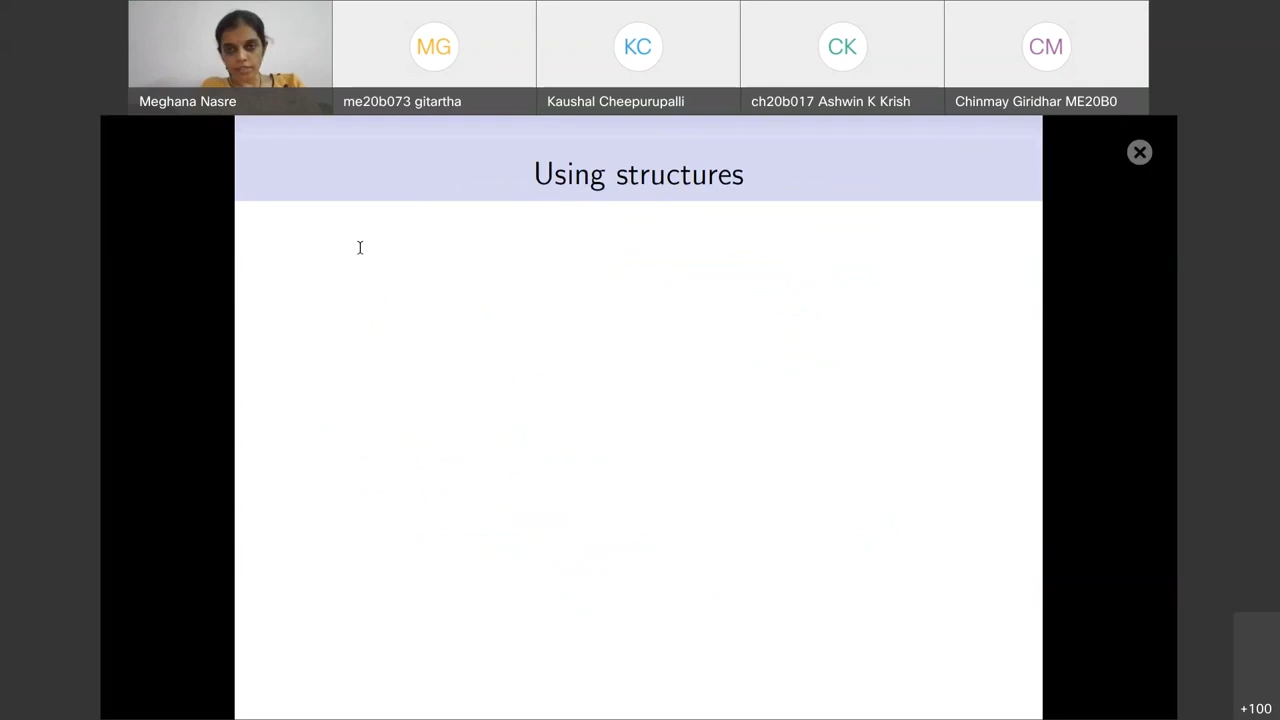 MG
KC
CK
CM
Meghana Nasre
me20b073 gitartha
Kaushal Cheepurupalli
ch20b017 Ashwin K Krish
Chinmay Giridhar ME20B0
Using structures
+100